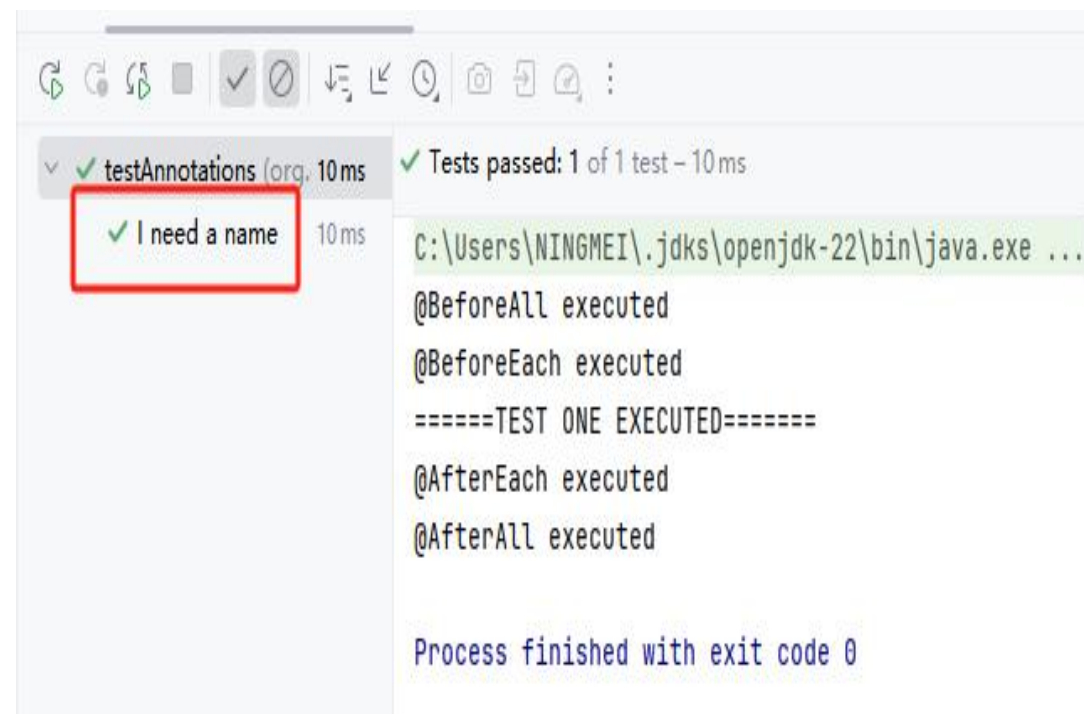 testAnnotations (org. 10 ms
I need a name 10 ms
Tests passed: 1 of 1 test – 10 ms
C:\Users\NINGMEI\.jdks\openjdk-22\bin\java.exe ...
@BeforeAll executed
@BeforeEach executed
======TEST ONE EXECUTED=======
@AfterEach executed
@AfterAll executed
Process finished with exit code 0